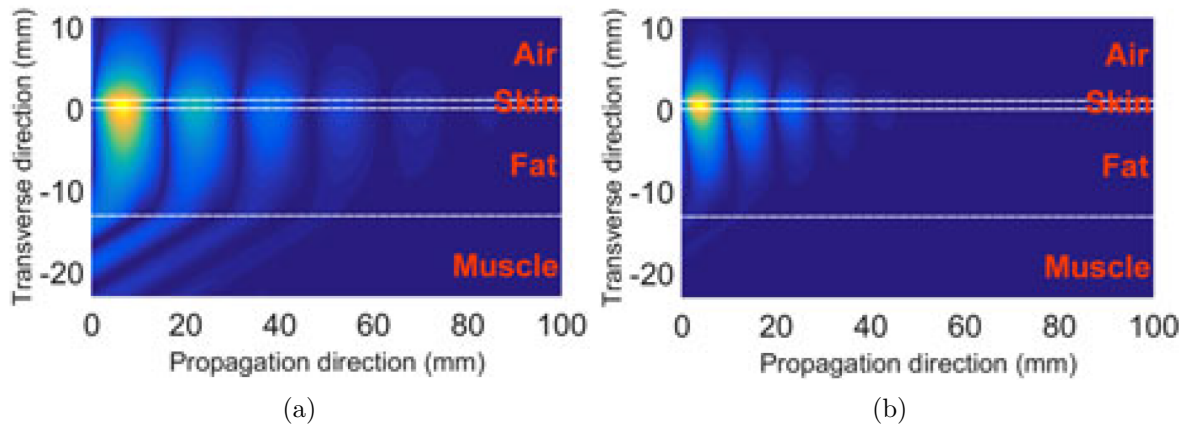 Transverse direction (mm)
10
0
-10
-20
Air
Skin
Fat
Muscle
0 20 40 60 80 100
Propagation direction (mm)
(a)
Transverse direction (mm)
10
0
-10
-20
Air
Skin
Fat
Muscle
0 20 40 60 80 100
Propagation direction (mm)
(b)